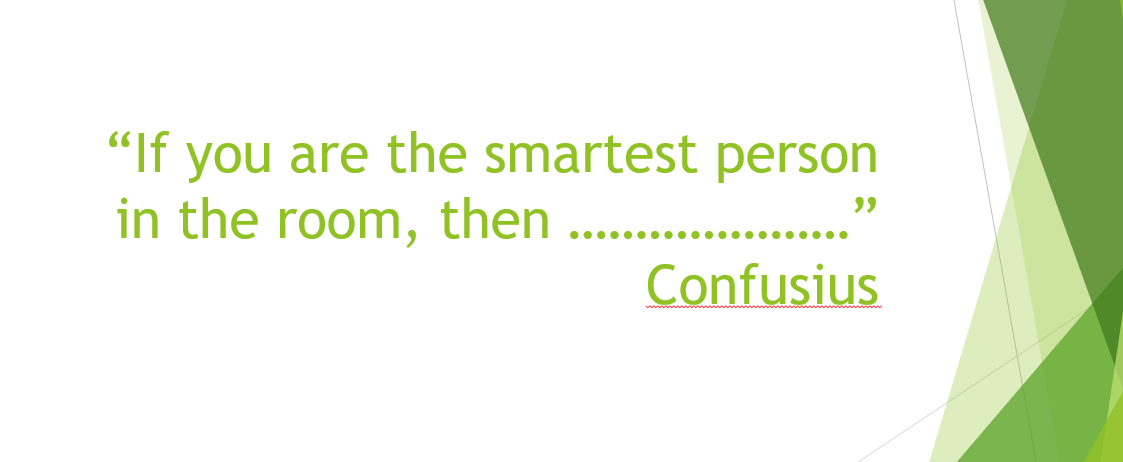 “If you are the smartest person
in the room, then …………………”
Confusius